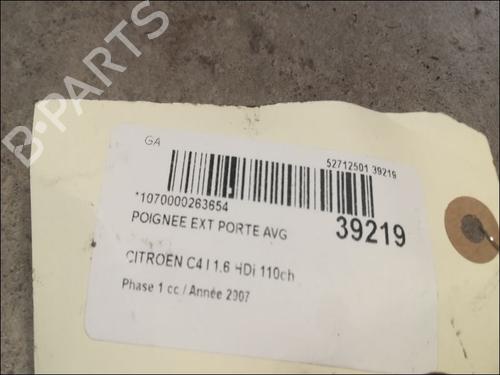 B-PARTS
GA
52712501 39219
*1070000263654
POIGNEE EXT PORTE AVG
39219
CITROEN C4 I 1.6 HDi 110ch
Phase 1 cc / Année 2007